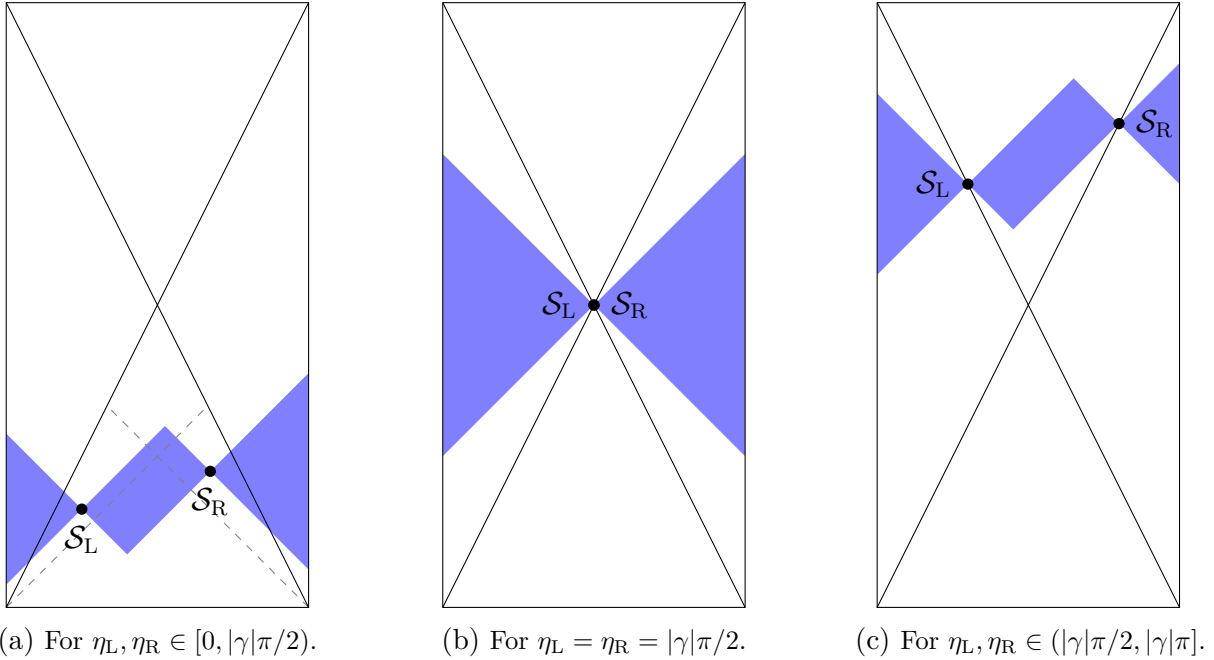 𝒮_L
𝒮_R
𝒮_L 𝒮_R
𝒮_L
𝒮_R
(a) For η_L, η_R ∈ [0, |γ|π/2).
(b) For η_L = η_R = |γ|π/2.
(c) For η_L, η_R ∈ (|γ|π/2, |γ|π].